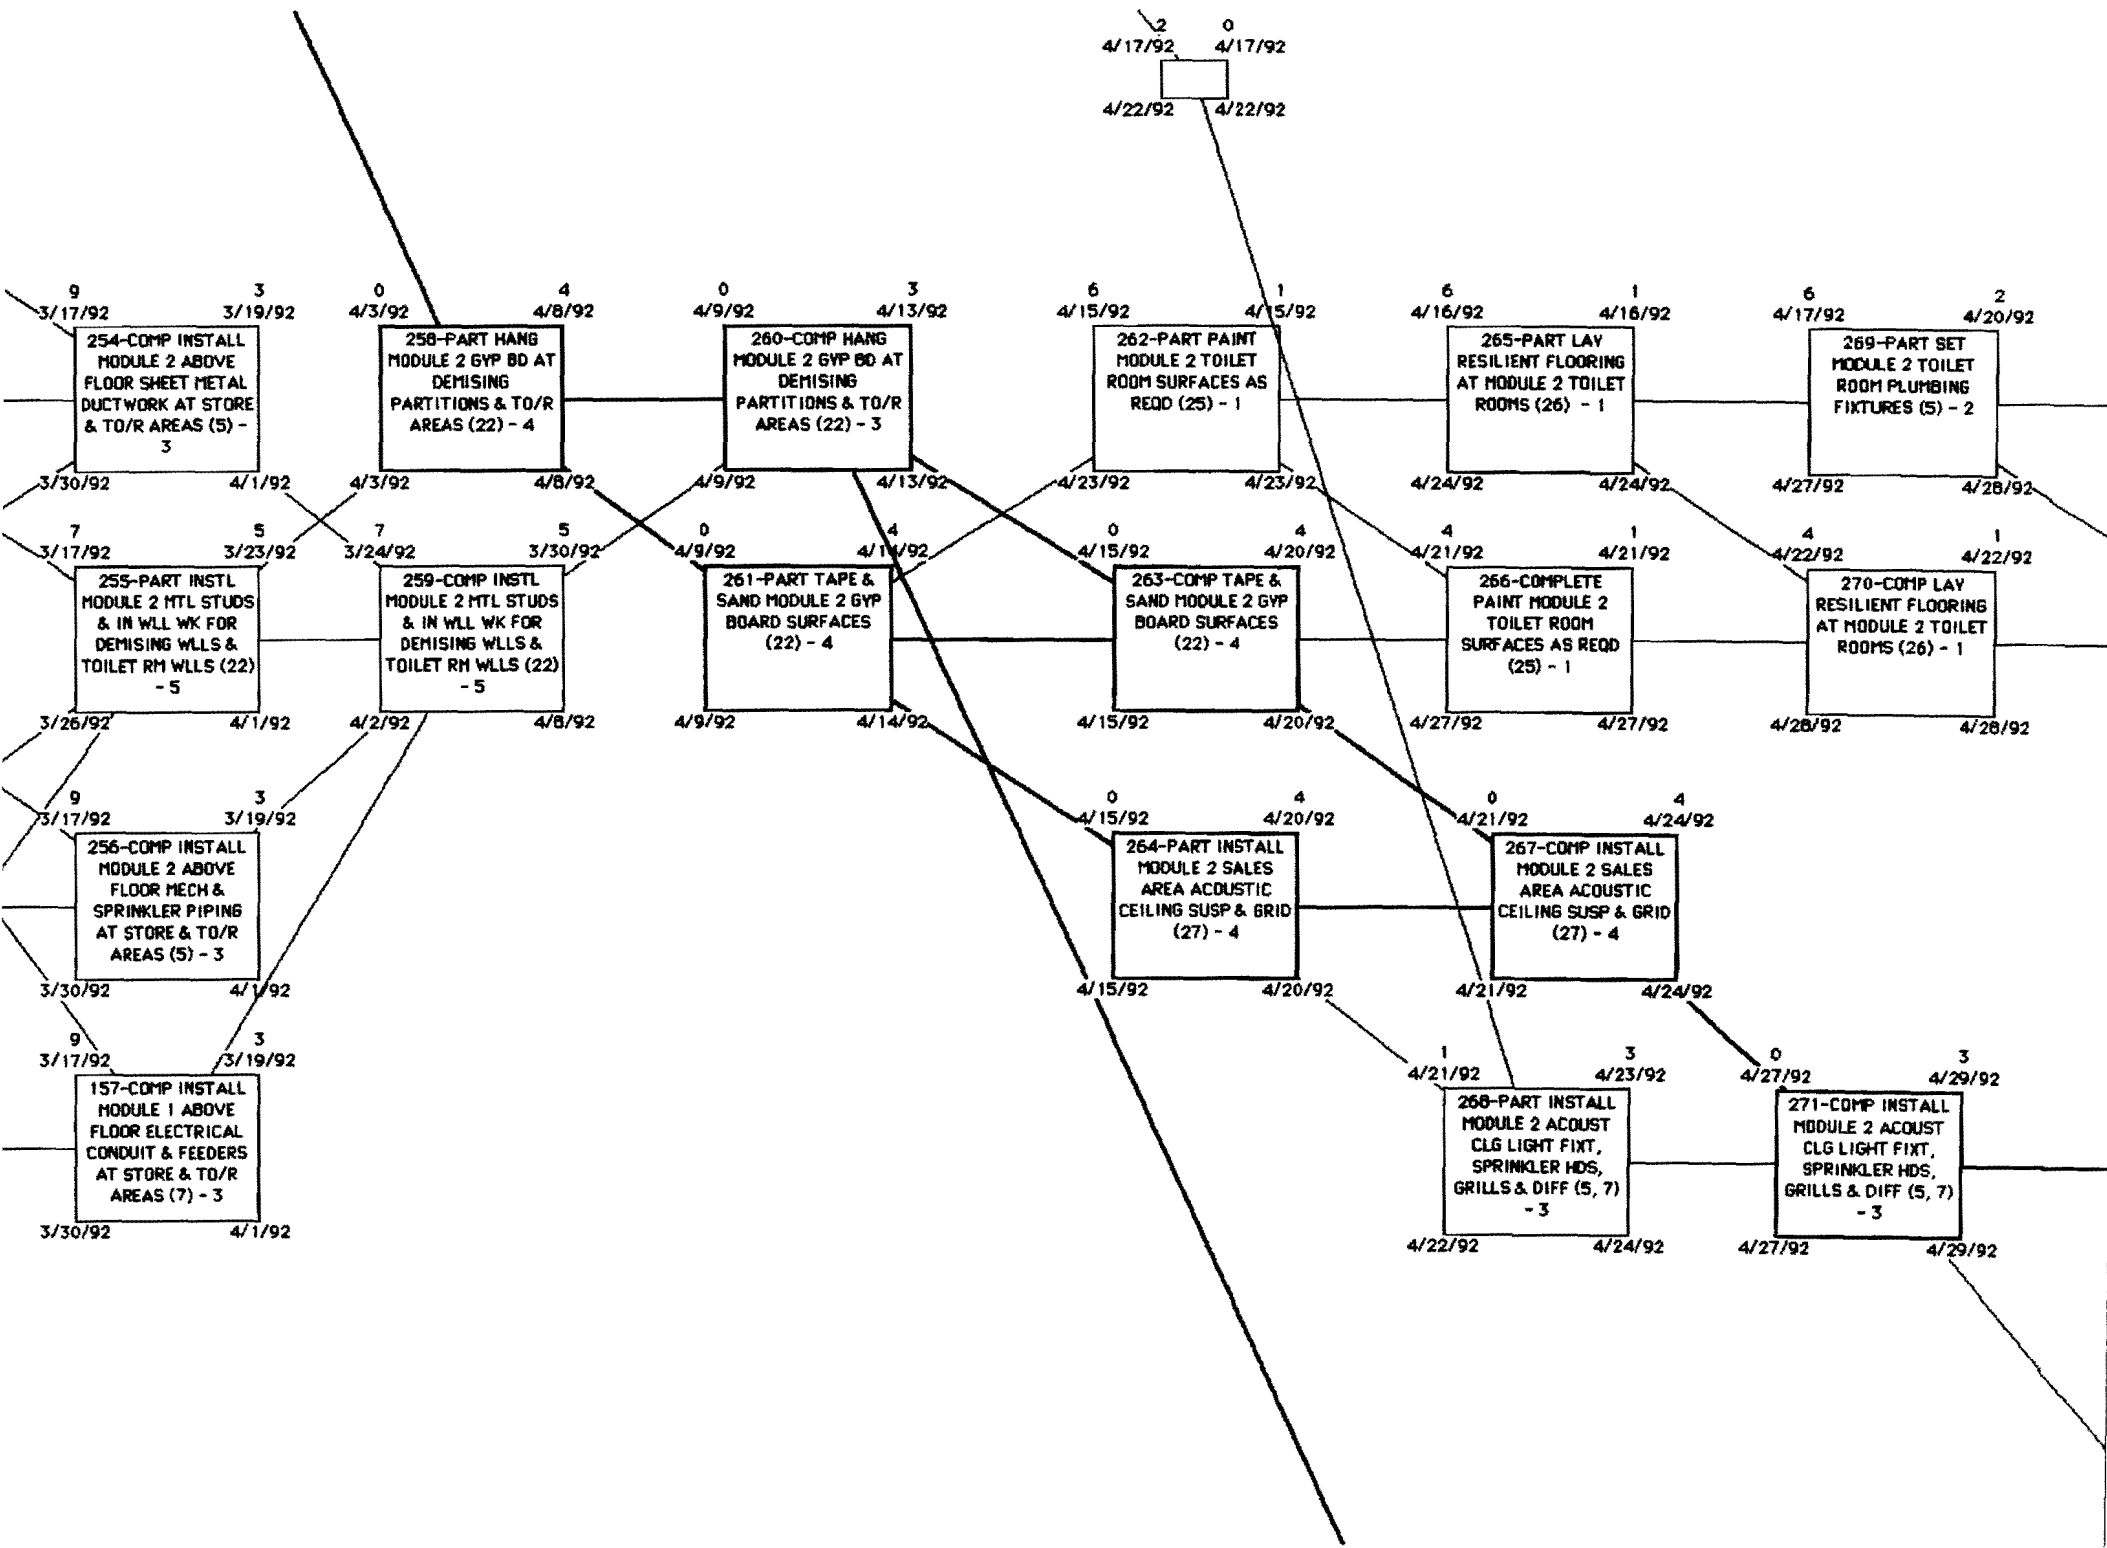 2 0
4/17/92 4/17/92
4/22/92 4/22/92
9 3 0 4 0 3 6 1 6 1 6 2
3/17/92 3/19/92 4/3/92 4/8/92 4/9/92 4/13/92 4/15/92 4/15/92 4/16/92 4/16/92 4/17/92 4/20/92
254-COMP INSTALL
MODULE 2 ABOVE
FLOOR SHEET METAL
DUCTWORK AT STORE
& TO/R AREAS (5) -
3
258-PART HANG
MODULE 2 GYP BD AT
DEMISING
PARTITIONS & TO/R
AREAS (22) - 4
260-COMP HANG
MODULE 2 GYP BD AT
DEMISING
PARTITIONS & TO/R
AREAS (22) - 3
262-PART PAINT
MODULE 2 TOILET
ROOM SURFACES AS
REQD (25) - 1
265-PART LAY
RESILIENT FLOORING
AT MODULE 2 TOILET
ROOMS (26) - 1
269-PART SET
MODULE 2 TOILET
ROOM PLUMBING
FIXTURES (5) - 2
3/30/92 4/1/92 4/3/92 4/8/92 4/9/92 4/13/92 4/23/92 4/23/92 4/24/92 4/24/92 4/27/92 4/28/92
7 5 7 5 0 4 0 4 4 1 4 1
3/17/92 3/23/92 3/24/92 3/30/92 4/9/92 4/14/92 4/15/92 4/20/92 4/21/92 4/21/92 4/22/92 4/22/92
255-PART INSTL
MODULE 2 MTL STUDS
& IN WLL WK FOR
DEMISING WLLS &
TOILET RM WLLS (22)
- 5
259-COMP INSTL
MODULE 2 MTL STUDS
& IN WLL WK FOR
DEMISING WLLS &
TOILET RM WLLS (22)
- 5
261-PART TAPE &
SAND MODULE 2 GYP
BOARD SURFACES
(22) - 4
263-COMP TAPE &
SAND MODULE 2 GYP
BOARD SURFACES
(22) - 4
266-COMPLETE
PAINT MODULE 2
TOILET ROOM
SURFACES AS REQD
(25) - 1
270-COMP LAY
RESILIENT FLOORING
AT MODULE 2 TOILET
ROOMS (26) - 1
3/26/92 4/1/92 4/2/92 4/8/92 4/9/92 4/14/92 4/15/92 4/20/92 4/27/92 4/27/92 4/28/92 4/28/92
9 3 0 4 0 4
3/17/92 3/19/92 4/15/92 4/20/92 4/21/92 4/24/92
256-COMP INSTALL
MODULE 2 ABOVE
FLOOR MECH &
SPRINKLER PIPING
AT STORE & TO/R
AREAS (5) - 3
264-PART INSTALL
MODULE 2 SALES
AREA ACOUSTIC
CEILING SUSP & GRID
(27) - 4
267-COMP INSTALL
MODULE 2 SALES
AREA ACOUSTIC
CEILING SUSP & GRID
(27) - 4
3/30/92 4/1/92 4/15/92 4/20/92 4/21/92 4/24/92
9 3 1 3 0 3
3/17/92 3/19/92 4/21/92 4/23/92 4/27/92 4/29/92
157-COMP INSTALL
MODULE 1 ABOVE
FLOOR ELECTRICAL
CONDUIT & FEEDERS
AT STORE & TO/R
AREAS (7) - 3
268-PART INSTALL
MODULE 2 ACOUST
CLG LIGHT FIXT,
SPRINKLER HDS,
GRILLS & DIFF (5, 7)
- 3
271-COMP INSTALL
MODULE 2 ACOUST
CLG LIGHT FIXT,
SPRINKLER HDS,
GRILLS & DIFF (5, 7)
- 3
3/30/92 4/1/92 4/22/92 4/24/92 4/27/92 4/29/92